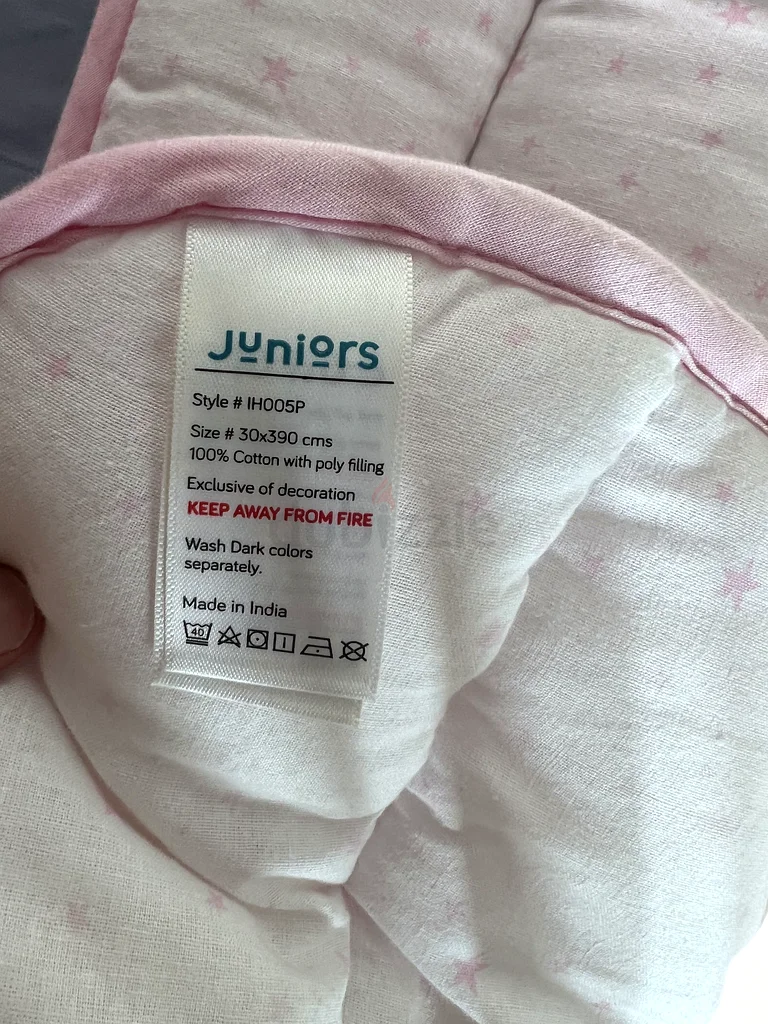 Juniors
Style # IH005P
Size # 30x390 cms
100% Cotton with poly filling
Exclusive of decoration
KEEP AWAY FROM FIRE
Wash Dark colors
separately.
Made in India
40